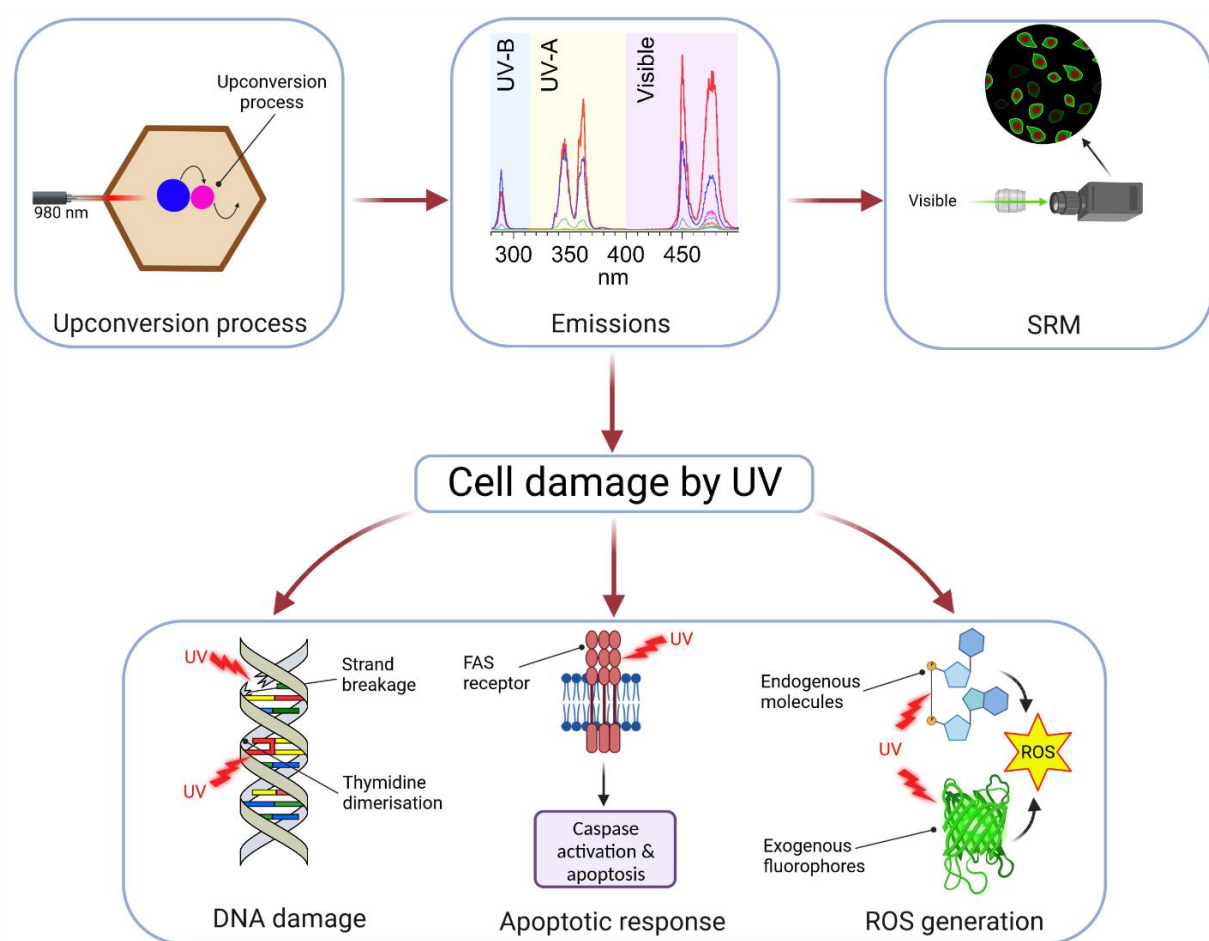 Upconversion
process
980 nm
Upconversion process
UV-B
UV-A
Visible
300
350
400
450
nm
Emissions
Visible
SRM
Cell damage by UV
UV
Strand
breakage
UV
Thymidine
dimerisation
DNA damage
FAS
receptor
UV
Caspase
activation &
apoptosis
Apoptotic response
Endogenous
molecules
P
P
UV
ROS
Exogenous
fluorophores
ROS generation